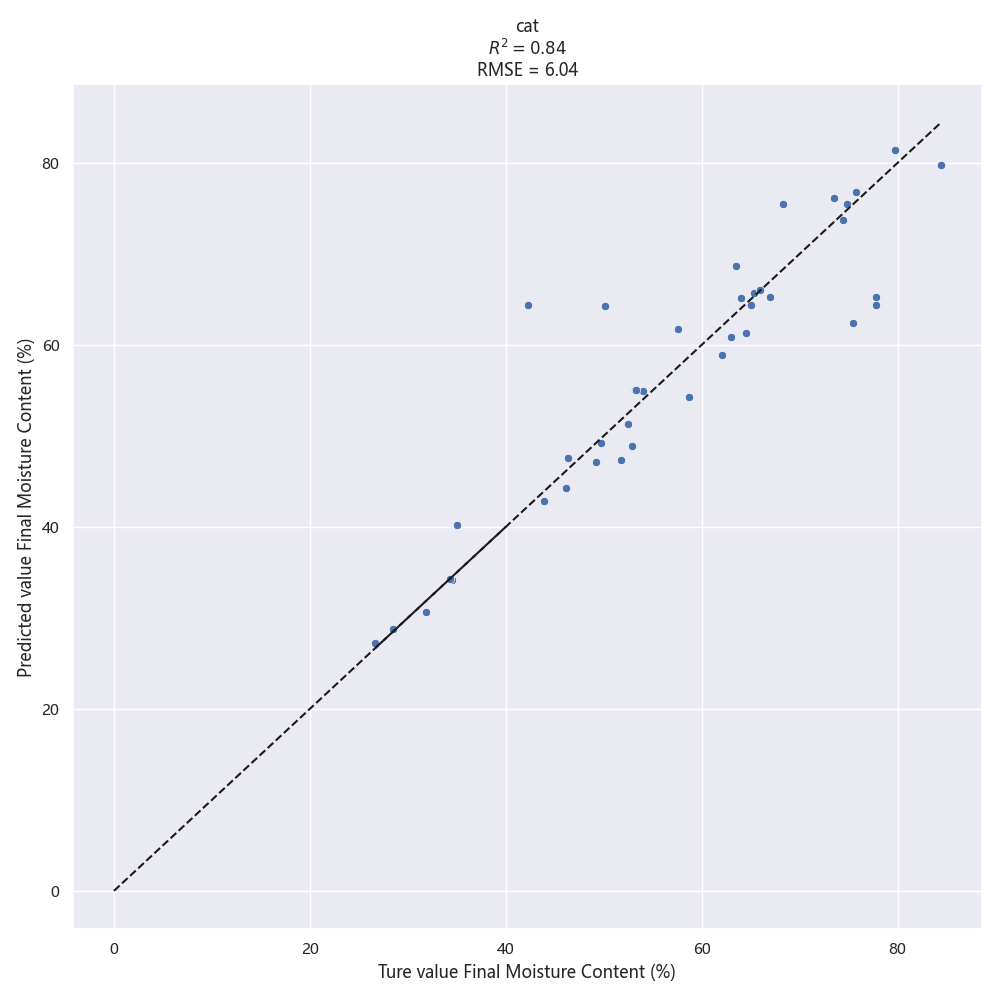 cat
R² = 0.84
RMSE = 6.04
Predicted value Final Moisture Content (%)
80
60
40
20
0
0 20 40 60 80
Ture value Final Moisture Content (%)